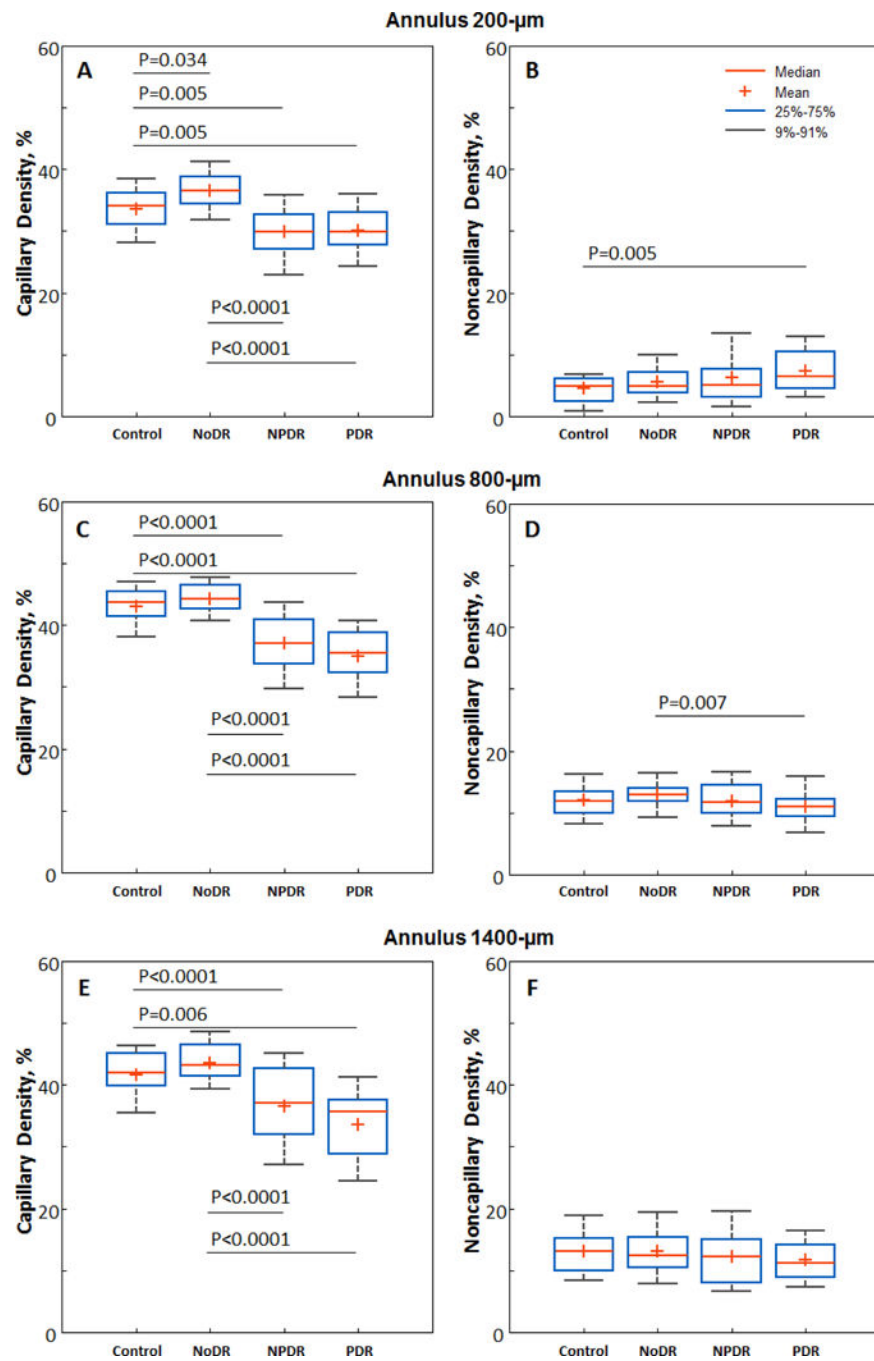 Annulus 200-µm
A
B
60
40
20
0
Capillary Density, %
P=0.034
P=0.005
P=0.005
P<0.0001
P<0.0001
Control NoDR NPDR PDR
60
40
20
0
Noncapillary Density, %
Median
Mean
25%-75%
9%-91%
P=0.005
Control NoDR NPDR PDR
Annulus 800-µm
C
D
60
40
20
0
Capillary Density, %
P<0.0001
P<0.0001
P<0.0001
P<0.0001
Control NoDR NPDR PDR
60
40
20
0
Noncapillary Density, %
P=0.007
Control NoDR NPDR PDR
Annulus 1400-µm
E
F
60
40
20
0
Capillary Density, %
P<0.0001
P=0.006
P<0.0001
P<0.0001
Control NoDR NPDR PDR
60
40
20
0
Noncapillary Density, %
Control NoDR NPDR PDR